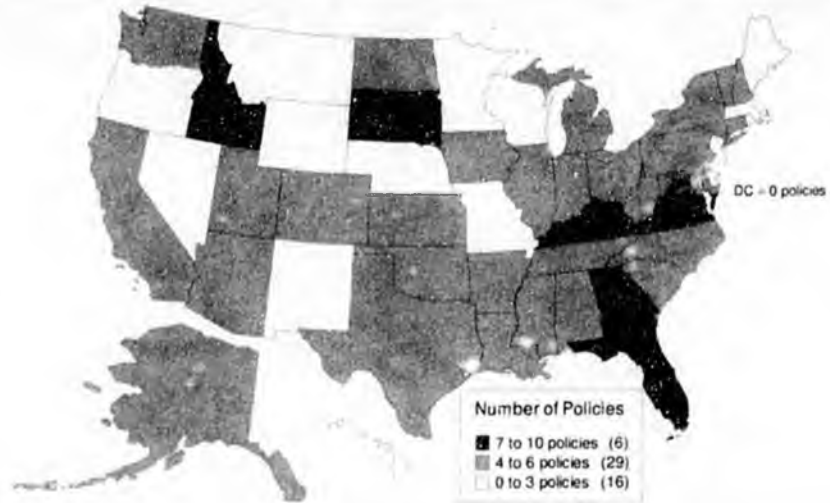 DC = 0 policies
Number of Policies
7 to 10 policies (6)
4 to 6 policies (29)
0 to 3 policies (16)